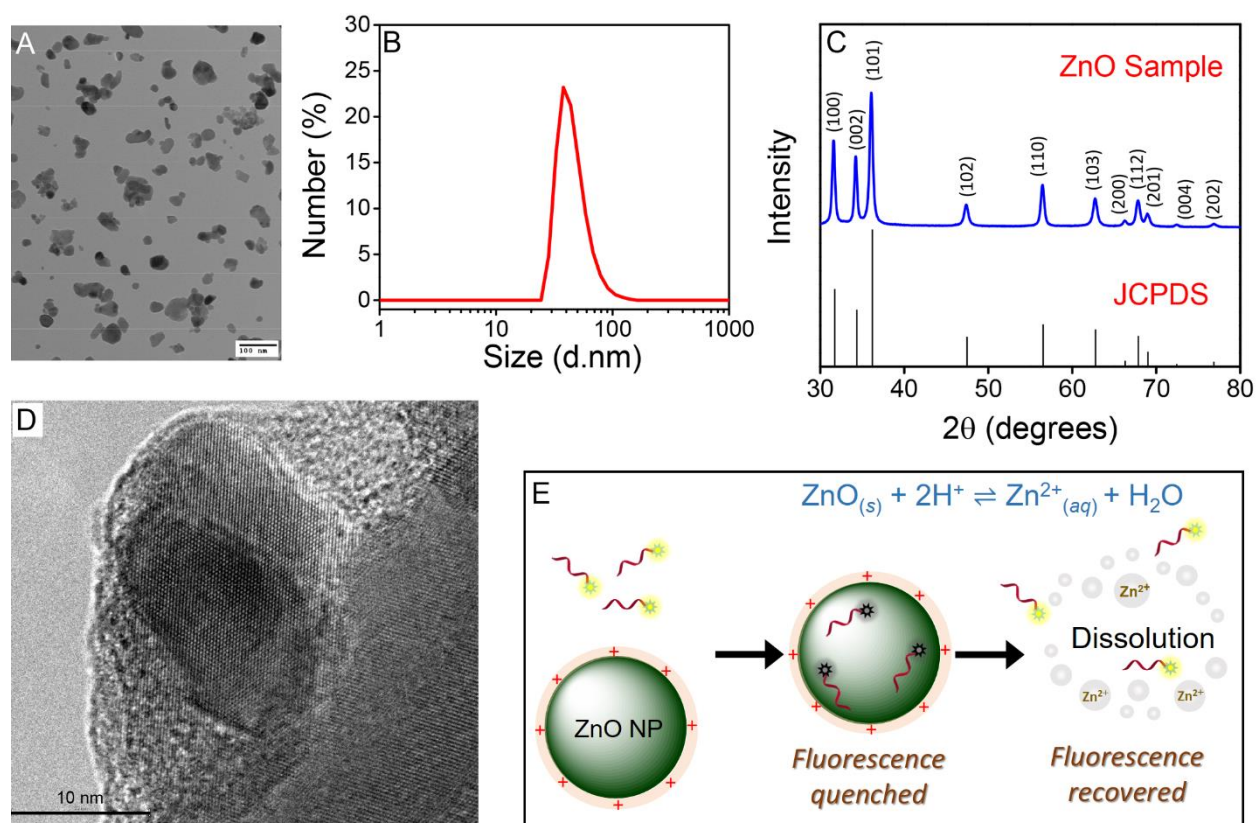 A
100 nm
B
30
25
20
15
10
5
0
Number (%)
1
10
100
1000
Size (d.nm)
C
ZnO Sample
(100)
(002)
(101)
(102)
(110)
(103)
(200)
(112)
(201)
(004)
(202)
JCPDS
Intensity
30
40
50
60
70
80
2θ (degrees)
D
10 nm
E
ZnO(s) + 2H⁺ ⇌ Zn²⁺(aq) + H₂O
+ + + + + + + +
ZnO NP
+ + + + + + + +
Fluorescence
quenched
Zn²⁺
Dissolution
Zn²⁺
Zn²⁺
Fluorescence
recovered